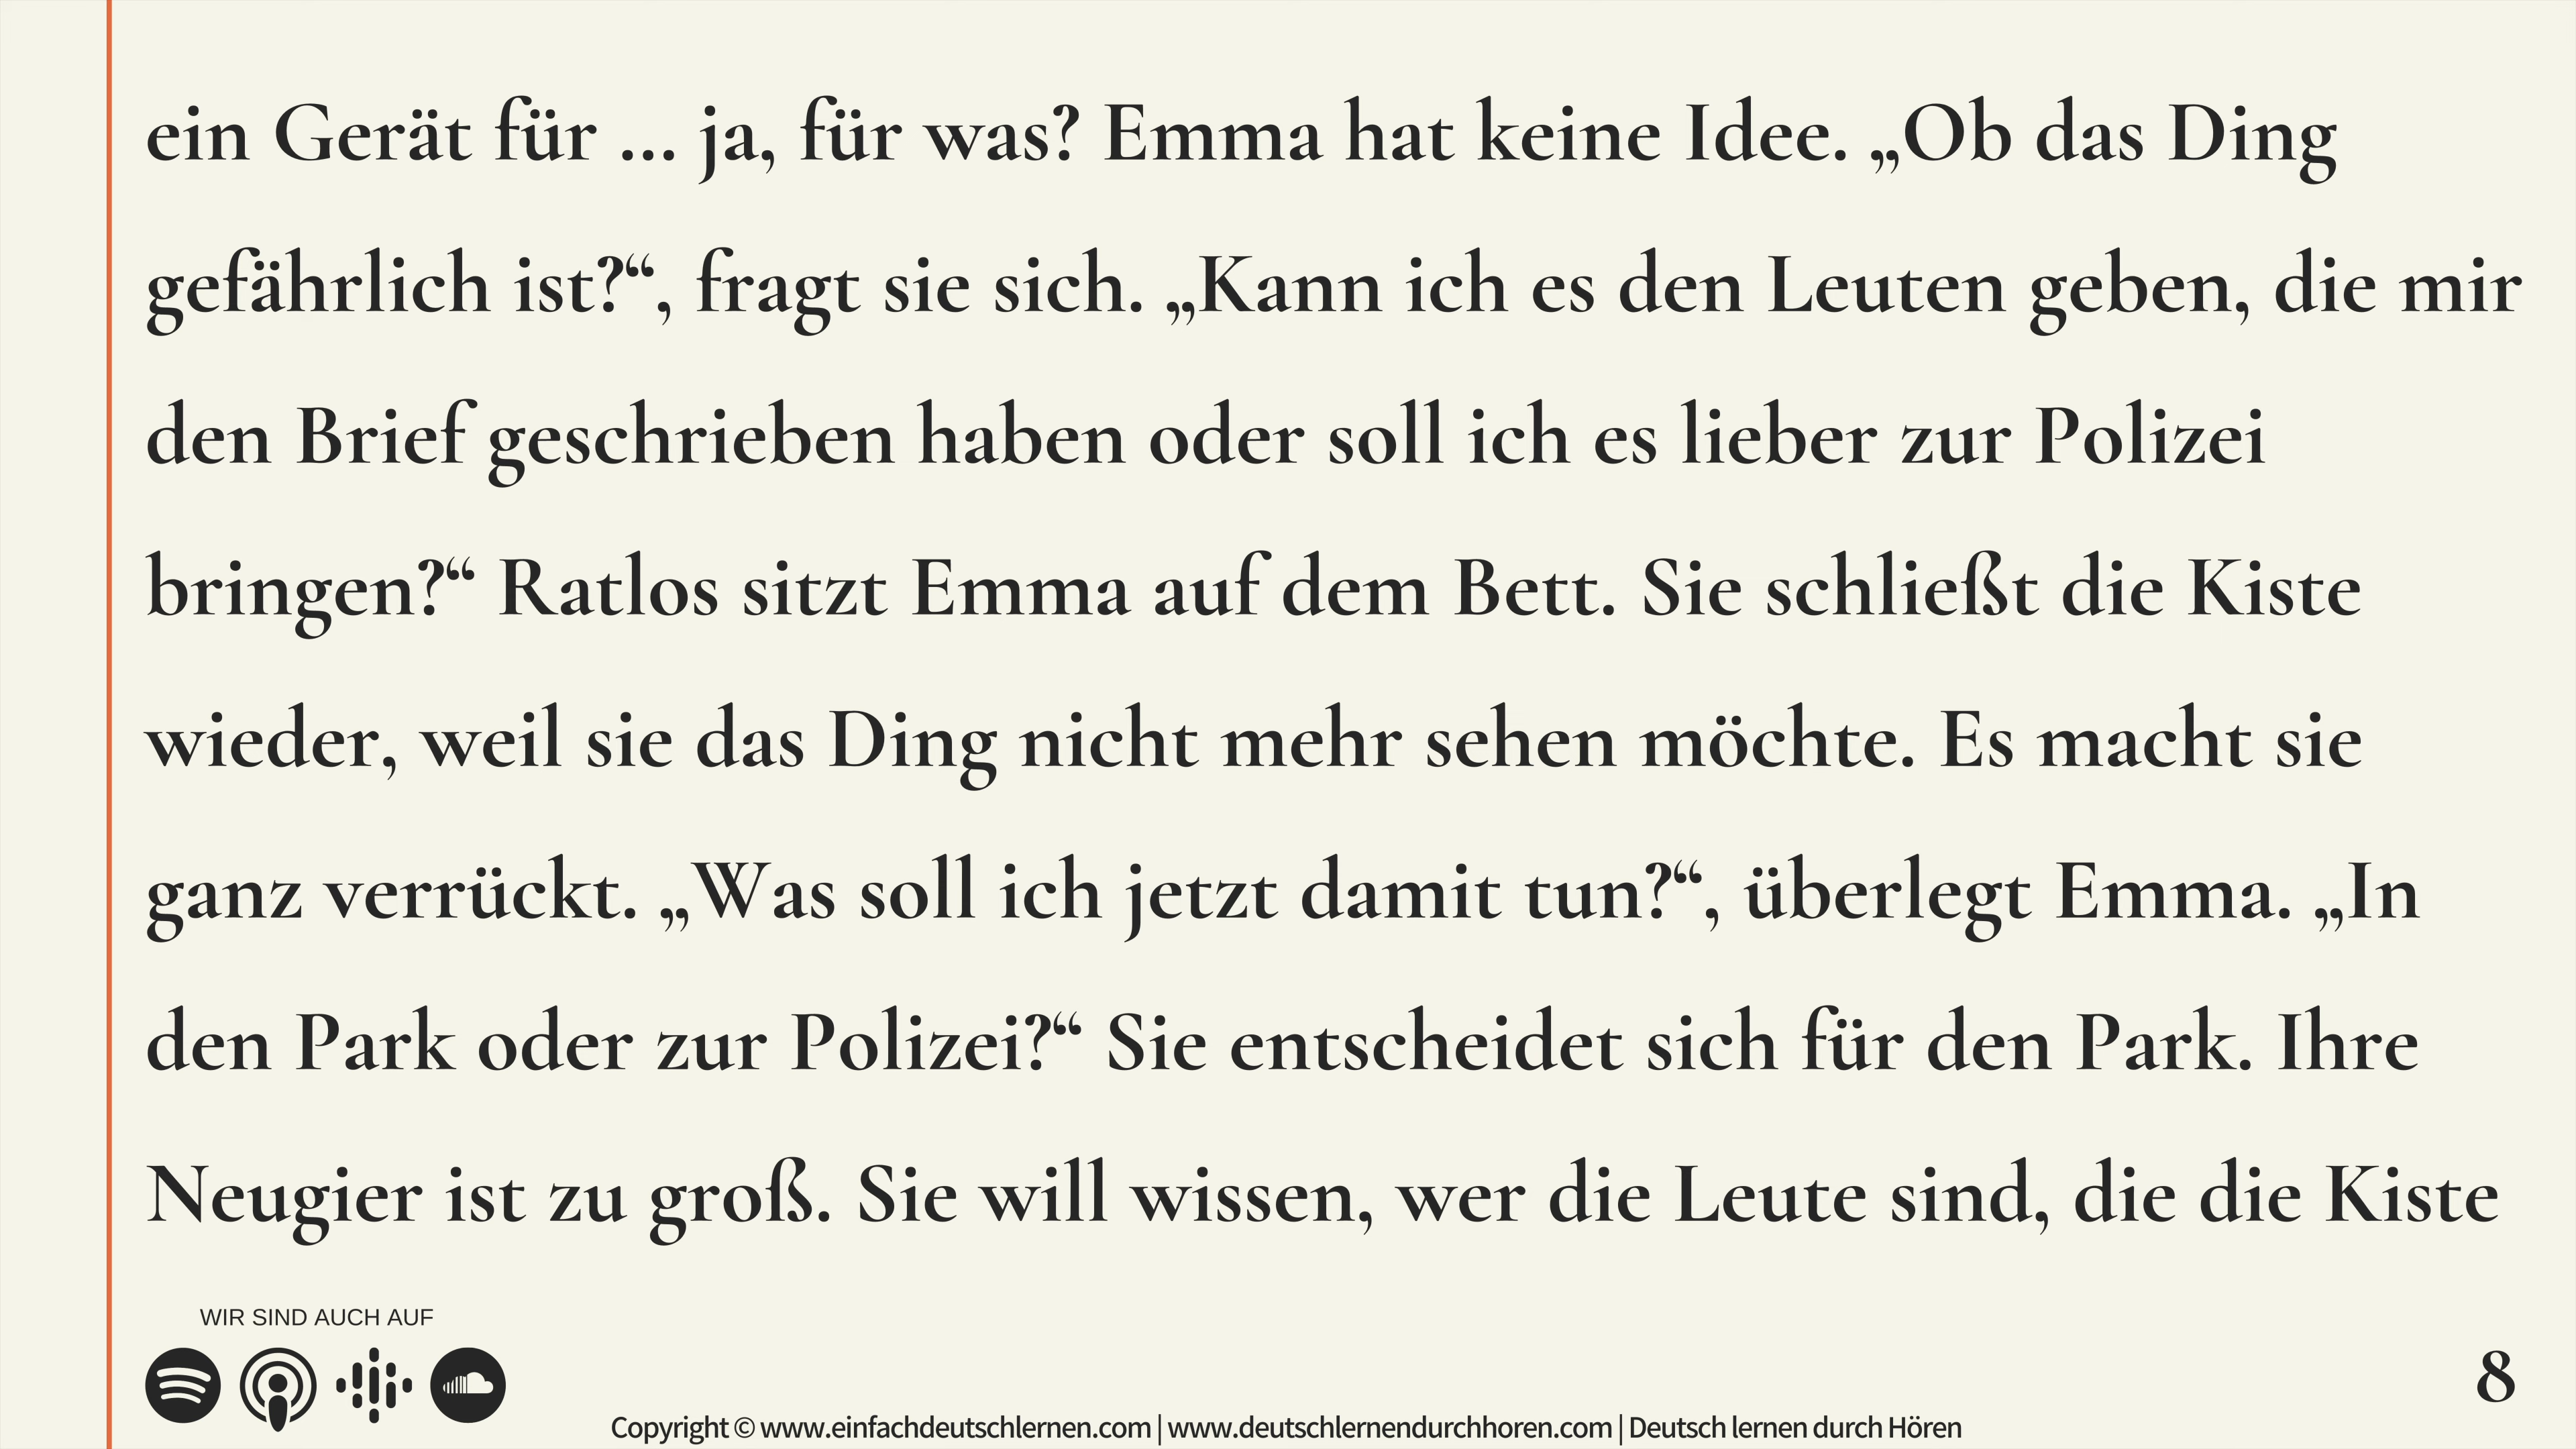 ein Gerät für ... ja, für was? Emma hat keine Idee. „Ob das Ding
gefährlich ist?“, fragt sie sich. „Kann ich es den Leuten geben, die mir
den Brief geschrieben haben oder soll ich es lieber zur Polizei
bringen?“ Ratlos sitzt Emma auf dem Bett. Sie schließt die Kiste
wieder, weil sie das Ding nicht mehr sehen möchte. Es macht sie
ganz verrückt. „Was soll ich jetzt damit tun?“, überlegt Emma. „In
den Park oder zur Polizei?“ Sie entscheidet sich für den Park. Ihre
Neugier ist zu groß. Sie will wissen, wer die Leute sind, die die Kiste
WIR SIND AUCH AUF
8
Copyright © www.einfachdeutschlernen.com | www.deutschlernendurchhoren.com | Deutsch lernen durch Hören